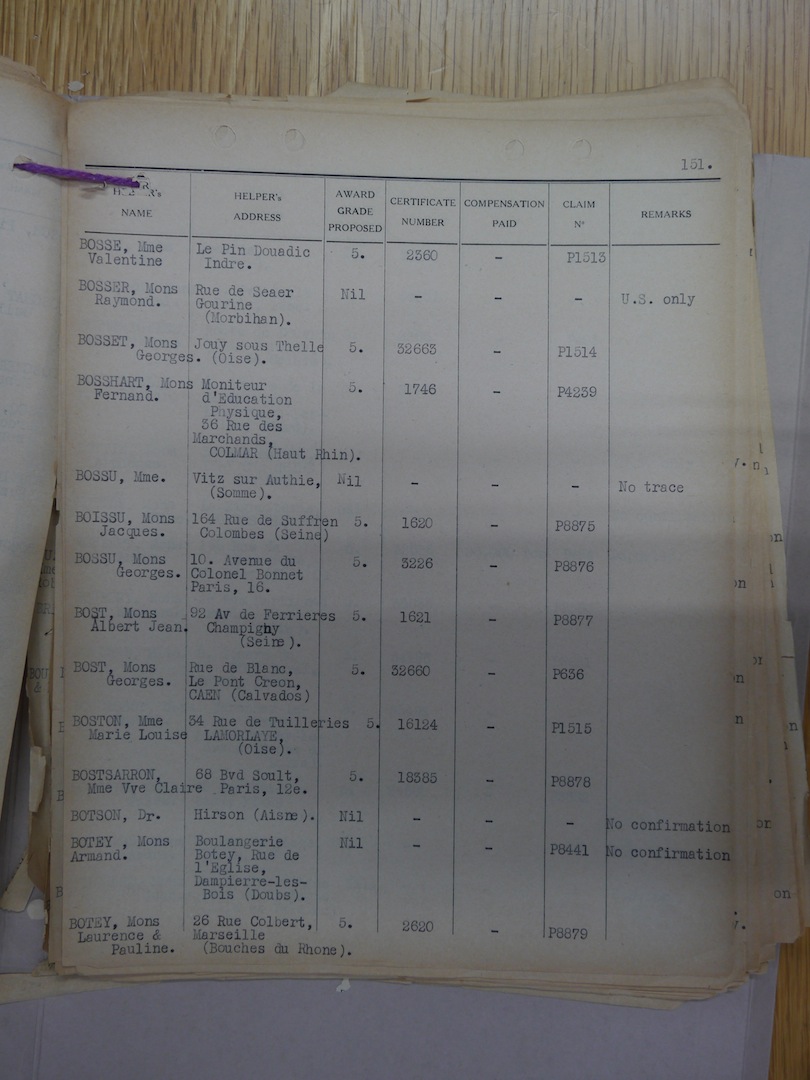 151.
HELPER's NAME | HELPER's ADDRESS | AWARD GRADE PROPOSED | CERTIFICATE NUMBER | COMPENSATION PAID | CLAIM N° | REMARKS
BOSSE, Mme | Le Pin Douadic | 5. | 2360 | - | P1513
Valentine | Indre.
BOSSER, Mons | Rue de Seaer | Nil | - | - | - | U.S. only
Raymond. | Gourine
(Morbihan).
BOSSET, Mons | Jouy sous Thelle | 5. | 32663 | - | P1514
Georges. | (Oise).
BOSSHART, Mons | Moniteur | 5. | 1746 | - | P4239
Fernand. | d'Education
Physique,
36 Rue des
Marchands,
COLMAR (Haut Rhin).
BOSSU, Mme. | Vitz sur Authie, | Nil | - | - | - | No trace
(Somme).
BOISSU, Mons | 164 Rue de Suffren | 5. | 1620 | - | P8875
Jacques. | Colombes (Seine)
BOSSU, Mons | 10. Avenue du | 5. | 3226 | - | P8876
Georges. | Colonel Bonnet
Paris, 16.
BOST, Mons | 92 Av de Ferrieres | 5. | 1621 | - | P8877
Albert Jean. | Champigny
(Seine).
BOST, Mons | Rue de Blanc, | 5. | 32660 | - | P636
Georges. | Le Pont Creon,
CAEN (Calvados)
BOSTON, Mme | 34 Rue de Tuilleries | 5. | 16124 | - | P1515
Marie Louise | LAMORLAYE,
(Oise).
BOSTSARRON, | 68 Bvd Soult, | 5. | 18385 | - | P8878
Mme Vve Claire | Paris, 12e.
BOTSON, Dr. | Hirson (Aisne). | Nil | - | - | - | No confirmation
BOTEY , Mons | Boulangerie | Nil | - | - | P8441 | No confirmation
Armand. | Botey, Rue de
l'Eglise,
Dampierre-les-
Bois (Doubs).
BOTEY, Mons | 26 Rue Colbert, | 5. | 2620 | - | P8879
Laurence & | Marseille
Pauline. | (Bouches du Rhone).